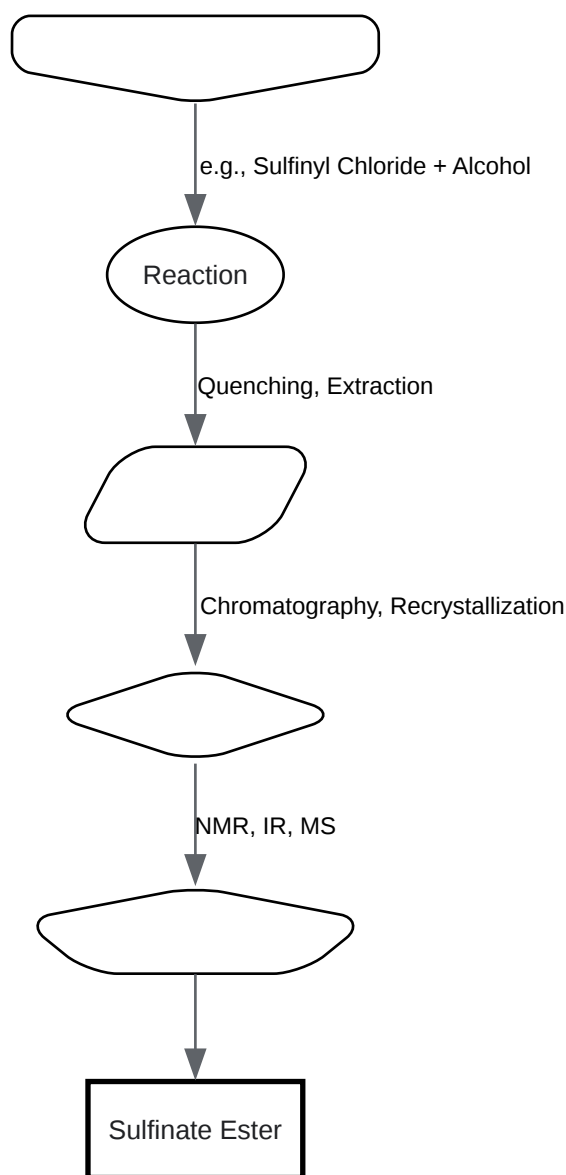 e.g., Sulfinyl Chloride + Alcohol
Reaction
Quenching, Extraction
Chromatography, Recrystallization
NMR, IR, MS
Sulfinate Ester